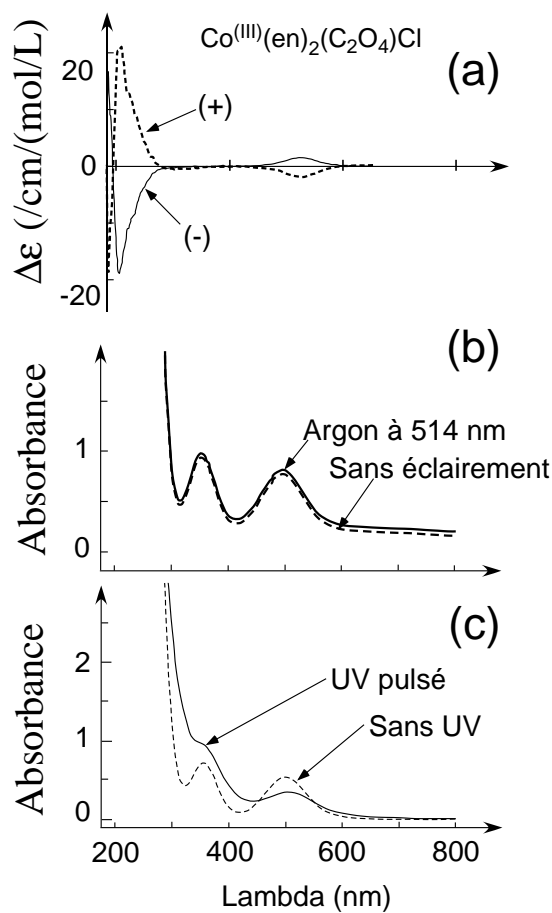 Co(III)(en)2(C2O4)Cl
(a)
Δε (/cm/(mol/L)
20
0
-20
(+)
(-)
(b)
Absorbance
1
0
Argon à 514 nm
Sans éclairement
(c)
Absorbance
2
1
0
UV pulsé
Sans UV
200 400 600 800
Lambda (nm)